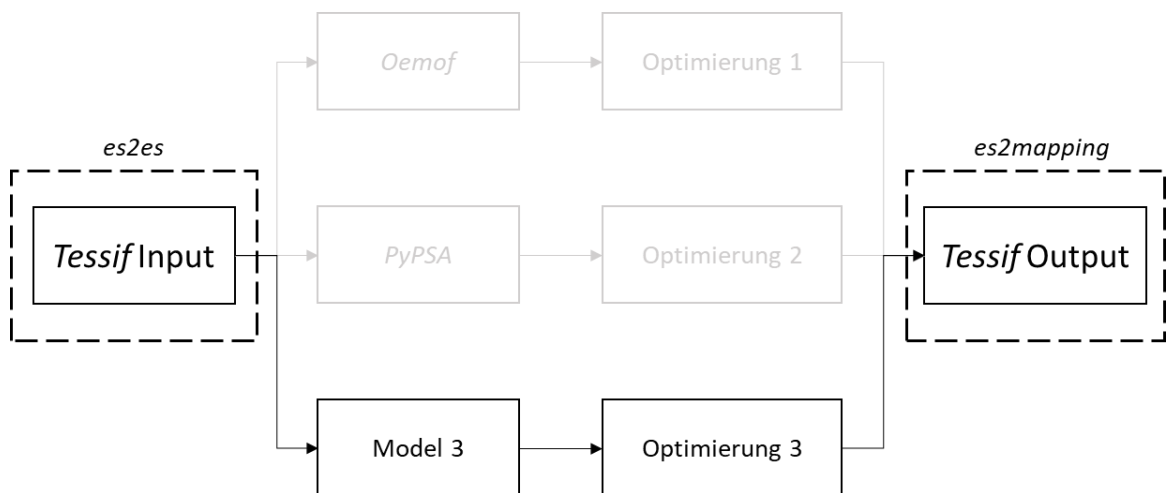 Oemof
Optimierung 1
es2es
es2mapping
Tessif Input
PyPSA
Optimierung 2
Tessif Output
Model 3
Optimierung 3